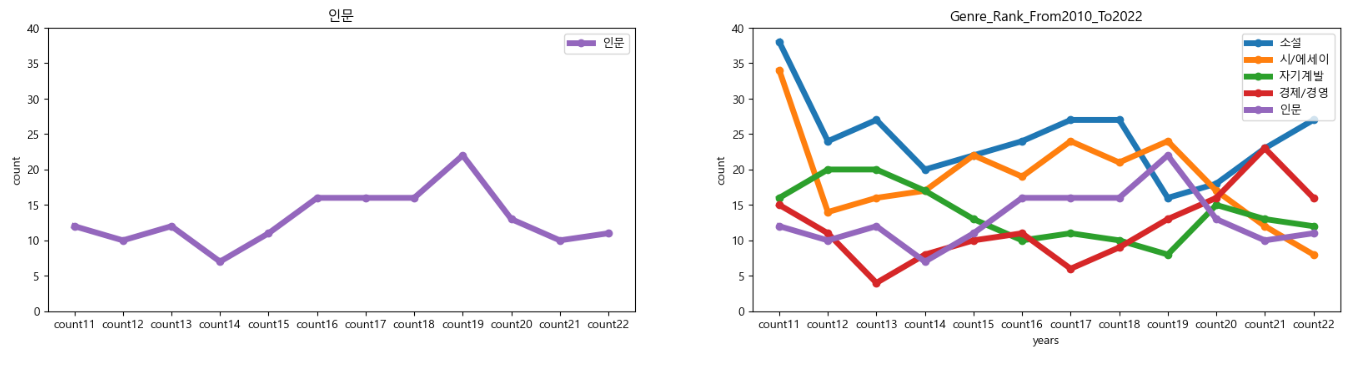 인문
40
35
30
25
20
15
10
5
0
count
인문
count11 count12 count13 count14 count15 count16 count17 count18 count19 count20 count21 count22
Genre_Rank_From2010_To2022
40
35
30
25
20
15
10
5
0
count
소설
시/에세이
자기계발
경제/경영
인문
count11 count12 count13 count14 count15 count16 count17 count18 count19 count20 count21 count22
years